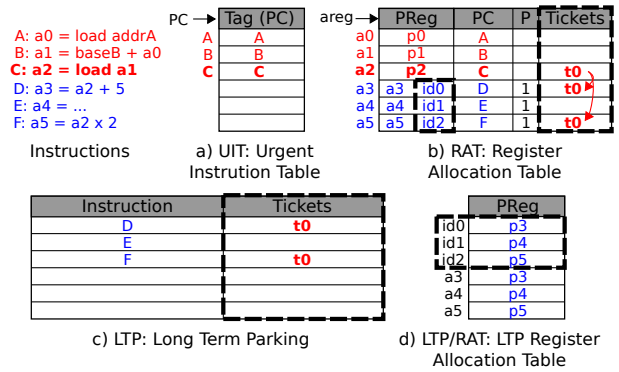 PC
Tag (PC)
areg
PReg PC P Tickets
A: a0 = load addrA
B: a1 = baseB + a0
C: a2 = load a1
D: a3 = a2 + 5
E: a4 = ...
F: a5 = a2 x 2
Instructions
A A
B B
C C
a) UIT: Urgent
Instrution Table
a0 p0 A
a1 p1 B
a2 p2 C t0
a3 a3 id0 D 1 t0
a4 a4 id1 E 1
a5 a5 id2 F 1 t0
b) RAT: Register
Allocation Table
Instruction Tickets
D t0
E
F t0
c) LTP: Long Term Parking
PReg
id0 p3
id1 p4
id2 p5
a3 p3
a4 p4
a5 p5
d) LTP/RAT: LTP Register
Allocation Table